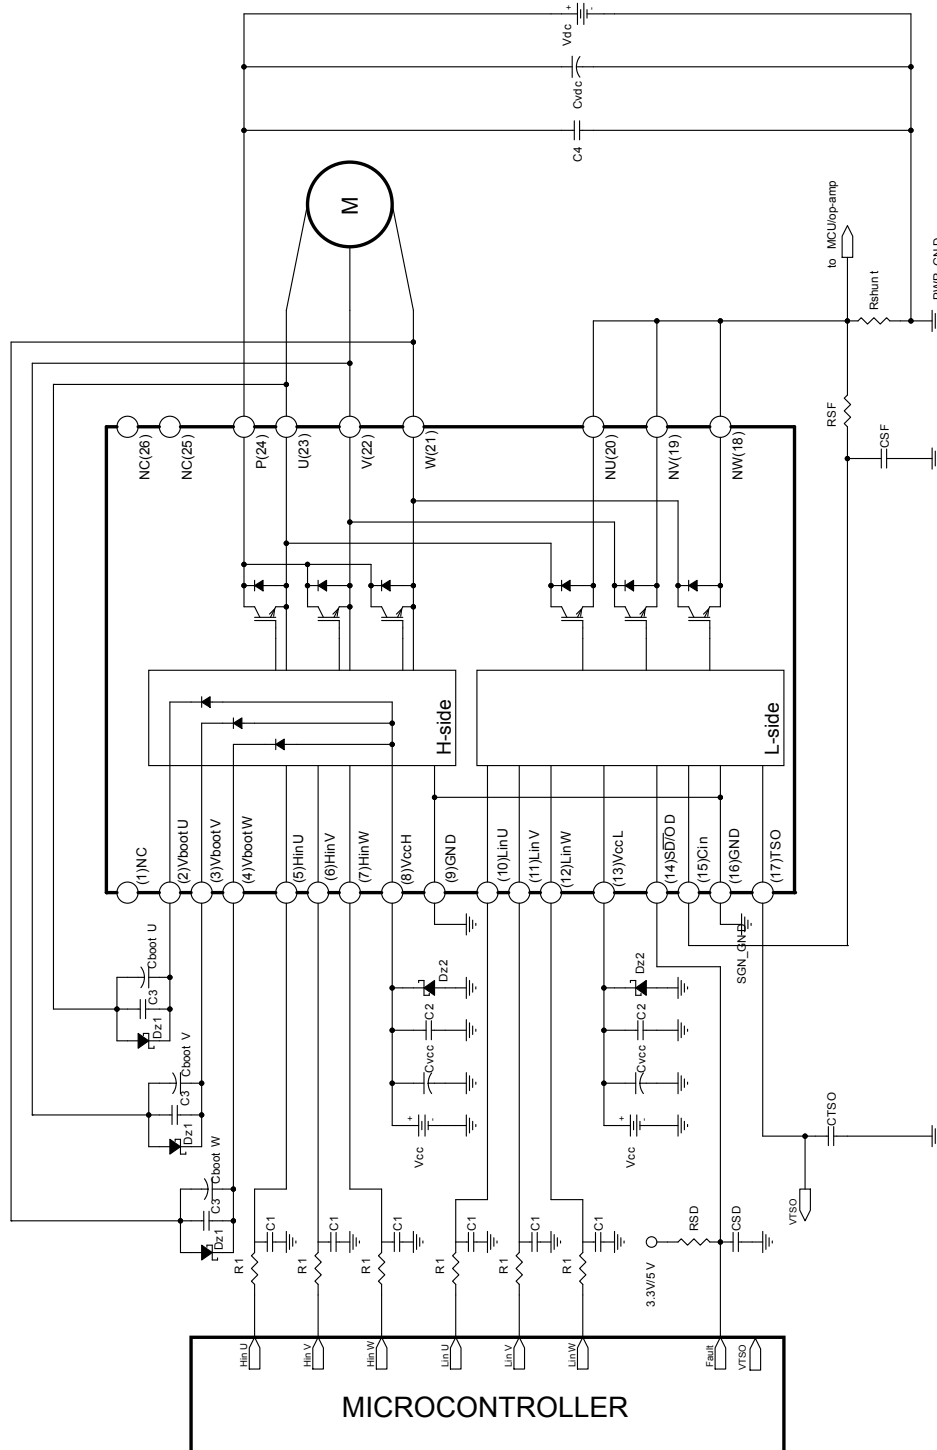 Vdc
+
-
Cvdc
C4
M
to MCU/op-amp
Rshunt
PWR_GND
RSF
CSF
NC(26)
NC(25)
P(24)
U(23)
V(22)
W(21)
NU(20)
NV(19)
NW(18)
H-side
L-side
(1)NC
(2)VbootU
(3)VbootV
(4)VbootW
(5)HinU
(6)HinV
(7)HinW
(8)VccH
(9)GND
(10)LinU
(11)LinV
(12)LinW
(13)VccL
(14)SD/OD
(15)Cin
(16)GND
(17)TSO
SGN_GND
Cboot U
C3
Dz1
Cboot V
C3
Dz1
Cboot W
C3
Dz1
Dz2
C2
Cvcc
+
-
Vcc
Dz2
C2
Cvcc
+
-
Vcc
CTSO
VTSO
RSD
CSD
3.3V/5 V
C1
R1
C1
R1
C1
R1
C1
R1
C1
R1
C1
R1
Hin U
Hin V
Hin W
Lin U
Lin V
Lin W
Fault
VTSO
MICROCONTROLLER